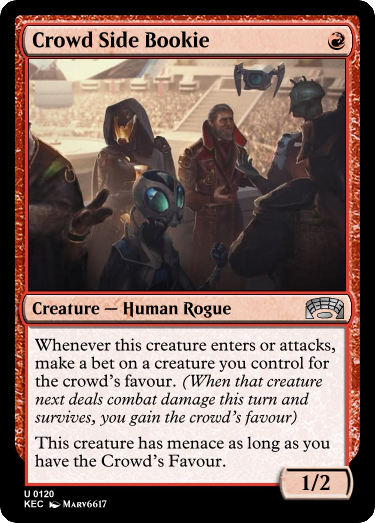 Crowd Side Bookie
Creature — Human Rogue
Whenever this creature enters or attacks,
make a bet on a creature you control for
the crowd's favour. (When that creature
next deals combat damage this turn and
survives, you gain the crowd's favour)
This creature has menace as long as you
have the Crowd's Favour.
1/2
U 0120
KEC Marv6617